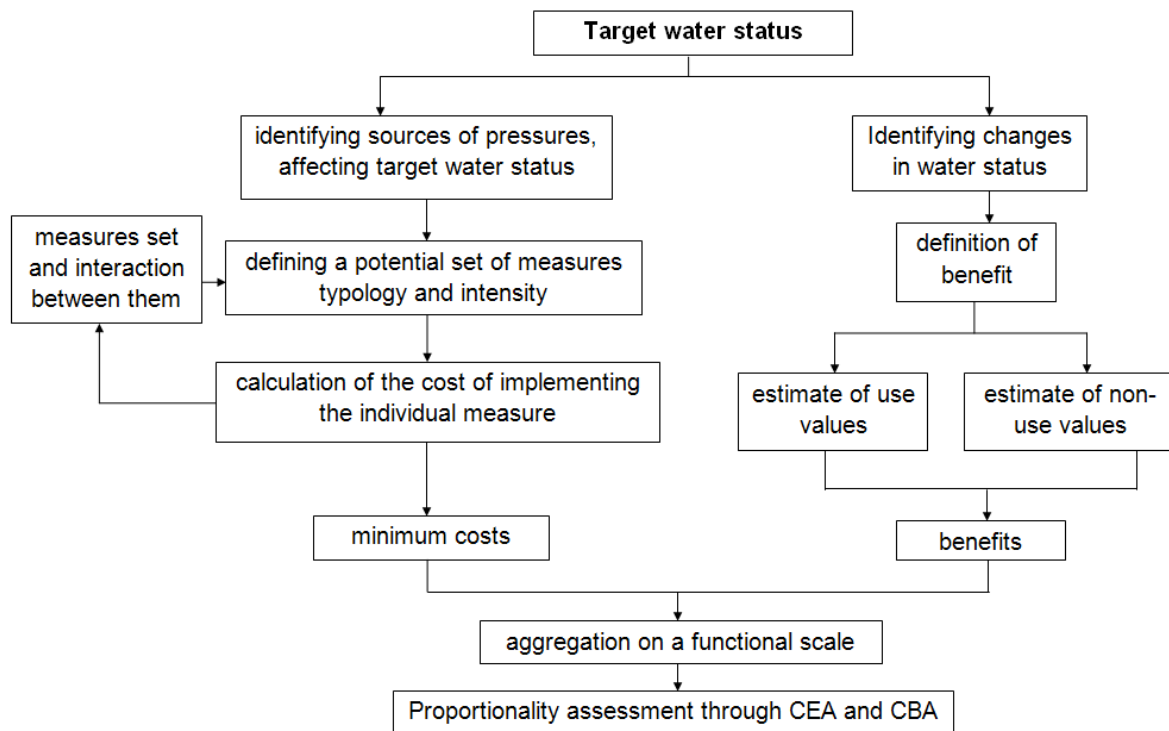 Target water status
identifying sources of pressures,
affecting target water status
Identifying changes
in water status
measures set
and interaction
between them
defining a potential set of measures
typology and intensity
definition of
benefit
calculation of the cost of implementing
the individual measure
estimate of use
values
estimate of non-
use values
minimum costs
benefits
aggregation on a functional scale
Proportionality assessment through CEA and CBA